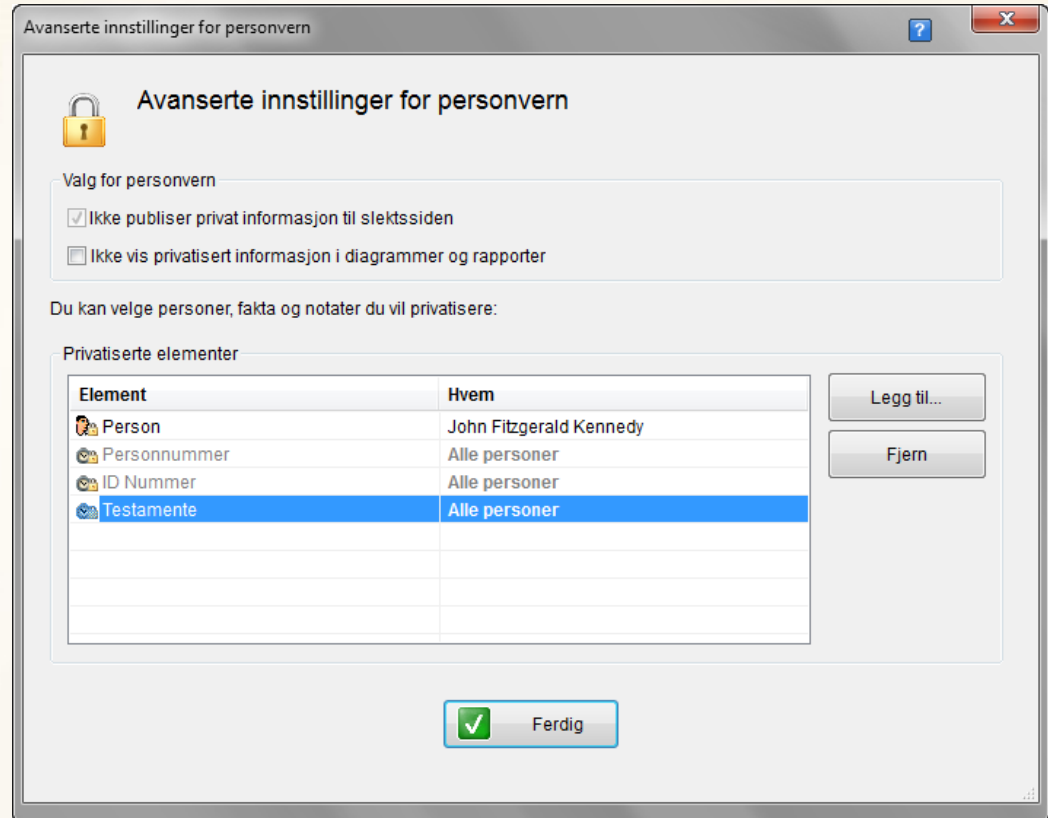 Avanserte innstillinger for personvern
Avanserte innstillinger for personvern
Valg for personvern
Ikke publiser privat informasjon til slektssiden
Ikke vis privatisert informasjon i diagrammer og rapporter
Du kan velge personer, fakta og notater du vil privatisere:
Privatiserte elementer
Element Hvem
Person John Fitzgerald Kennedy
Personnummer Alle personer
ID Nummer Alle personer
Testamente Alle personer
Legg til...
Fjern
Ferdig